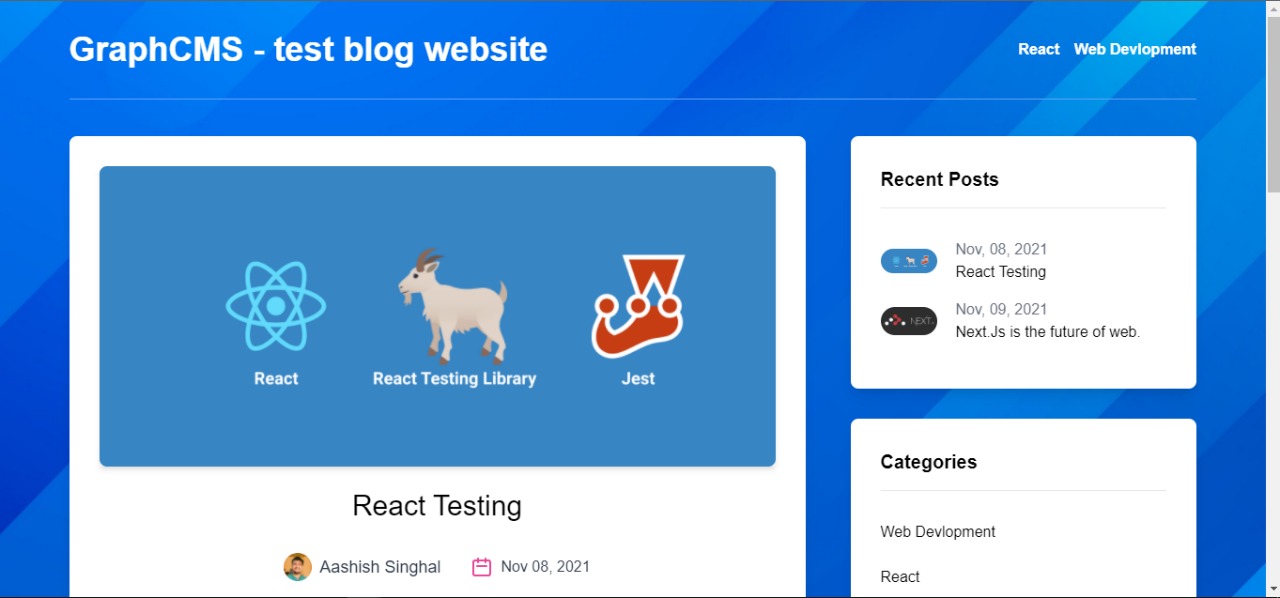 GraphCMS - test blog website
React Web Devlopment
React
React Testing Library
Jest
React Testing
Aashish Singhal
Nov 08, 2021
Recent Posts
Nov, 08, 2021
React Testing
NEXT
Nov, 09, 2021
Next.Js is the future of web.
Categories
Web Devlopment
React